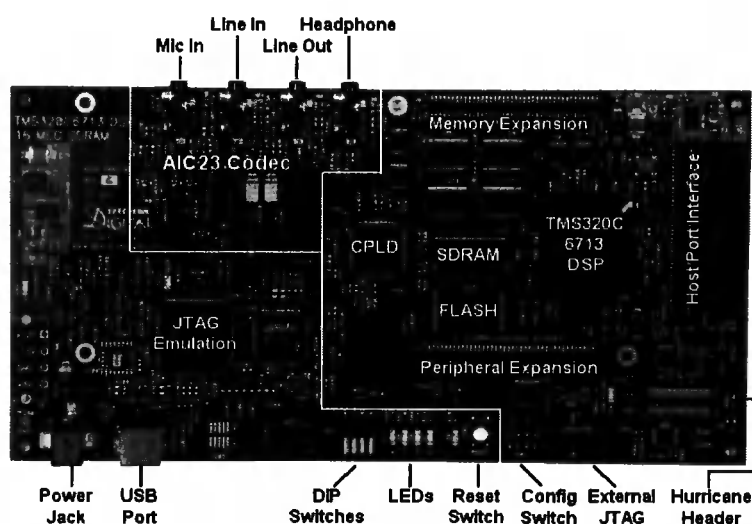 Line In
Headphone
Mic In
Line Out
Memory Expansion
AIC23 Codec
DIGITAL
TMS320C
6713
DSP
CPLD
SDRAM
Host Port Interface
FLASH
JTAG
Emulation
Peripheral Expansion
Power
Jack
USB
Port
DIP
Switches
LEDs
Reset
Switch
Config
Switch
External
JTAG
Hurricane
Header